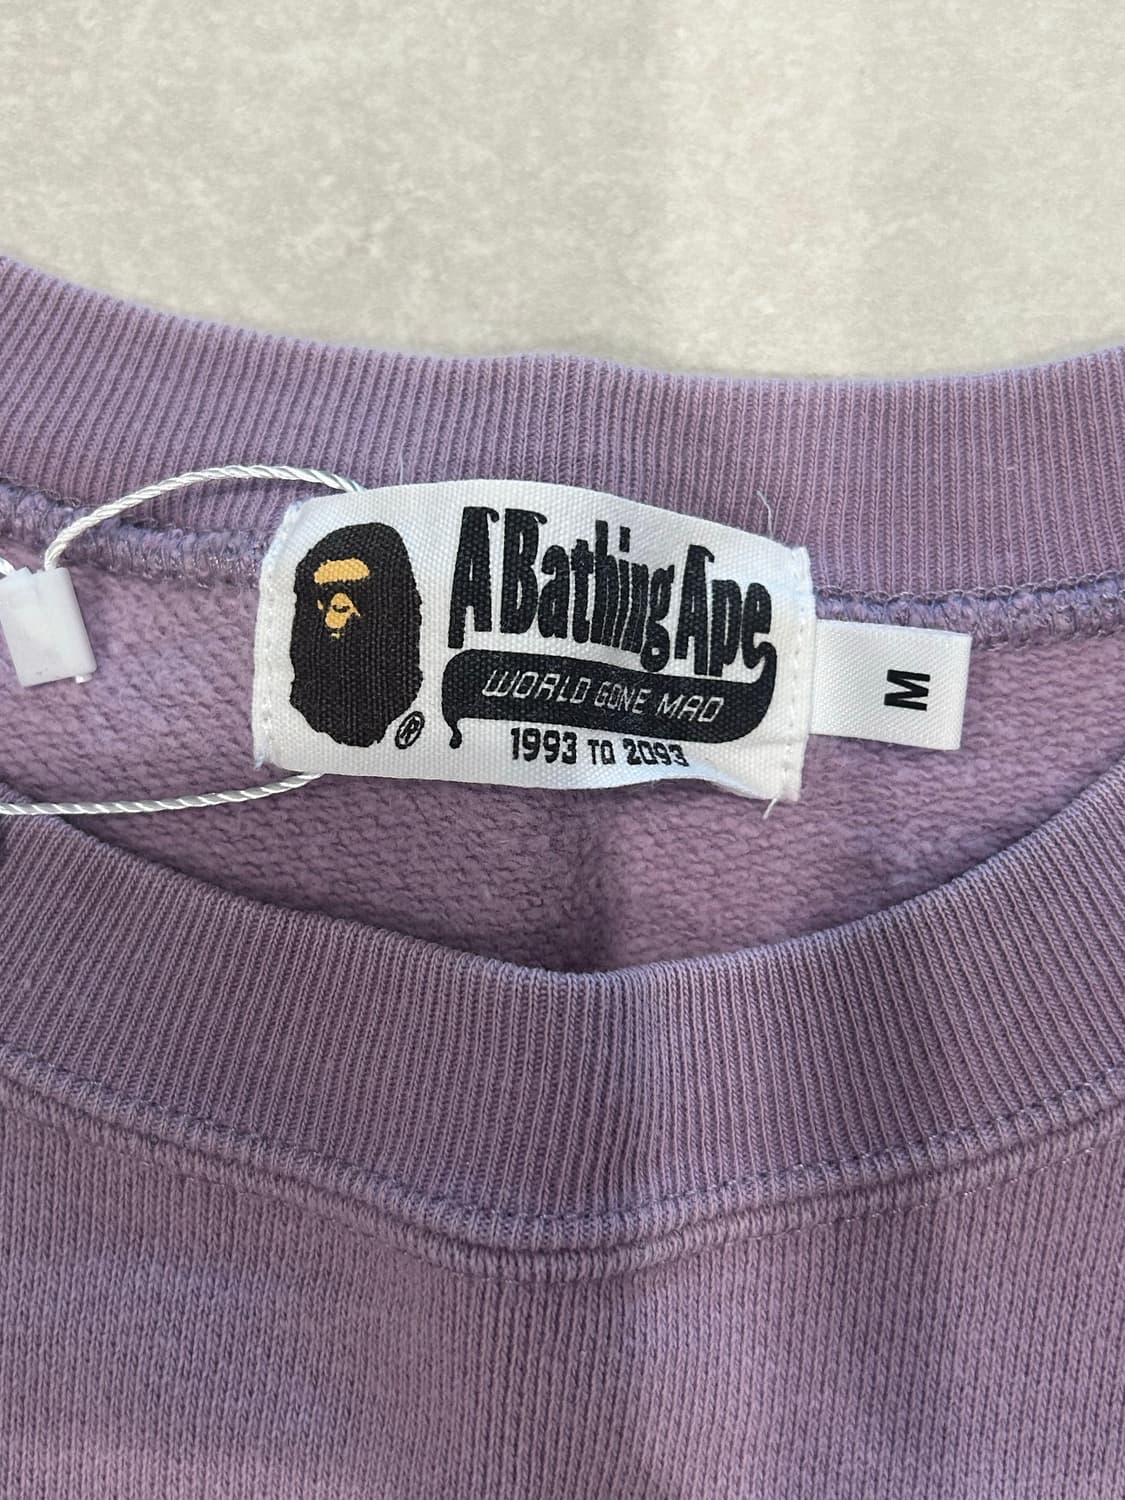 A Bathing Ape
WORLD GONE MAD
1993 TO 2093
®
M